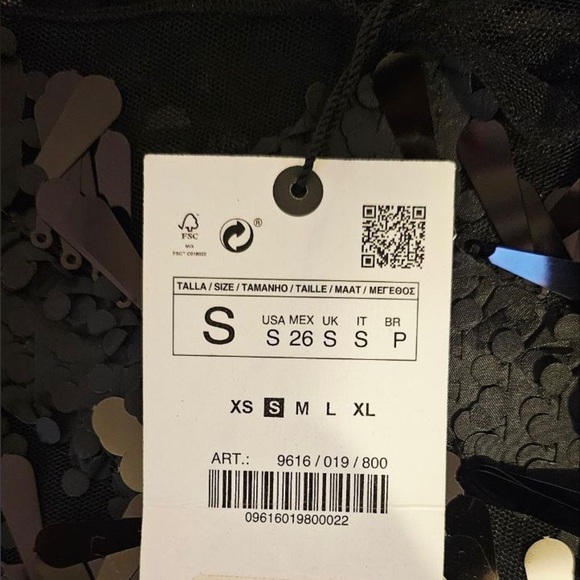 FSC
MIX
®
TALLA / SIZE / TAMANHO / TAILLE / MAAT / ΜΕΓΕΘΟΣ
S
USA MEX UK IT BR
S 26 S S P
XS S M L XL
ART.: 9616 / 019 / 800
09616019800022